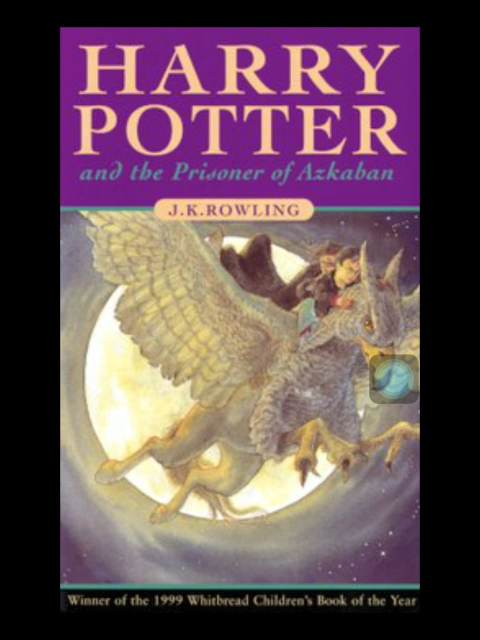 HARRY
POTTER
and the Prisoner of Azkaban
J.K.ROWLING
Winner of the 1999 Whitbread Children's Book of the Year